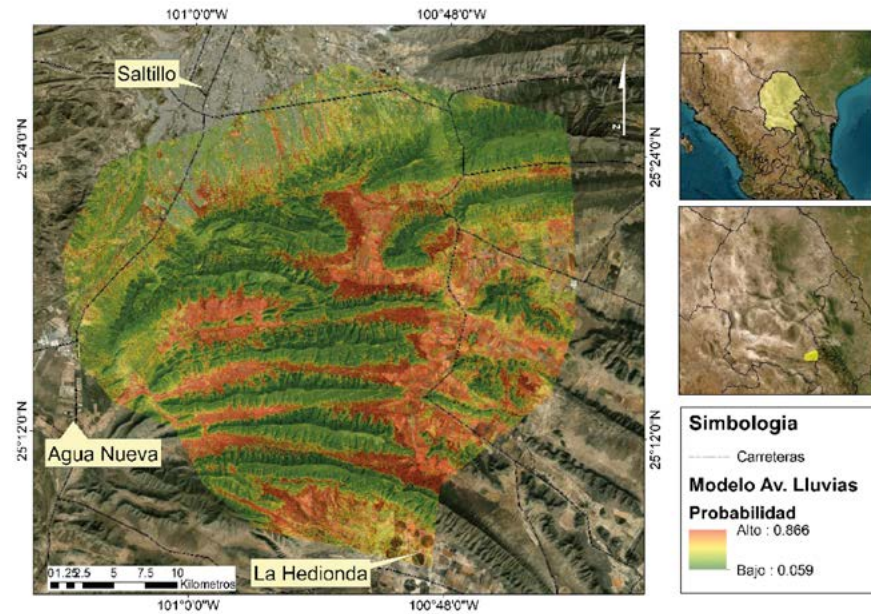 101°0'0"W
100°48'0"W
Saltillo
25°24'0"N
25°24'0"N
Agua Nueva
25°12'0"N
25°12'0"N
La Hedionda
0 1.25 2.5 5 7.5 10
Kilometros
101°0'0"W
100°48'0"W
N
Simbologia
Carreteras
Modelo Av. Lluvias
Probabilidad
Alto : 0.866
Bajo : 0.059